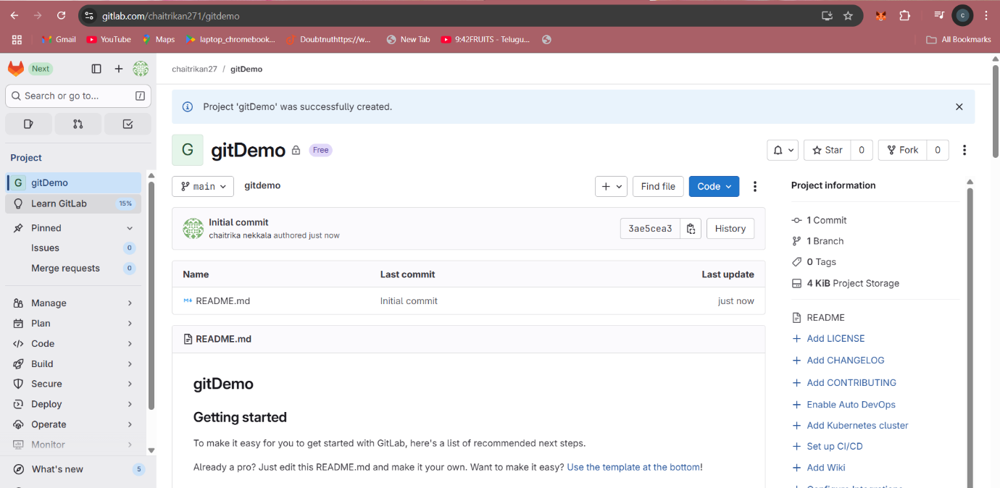 gitlab.com/chaitrikan271/gitdemo
Gmail YouTube Maps laptop_chromebook... Doubtnuthttps://w... New Tab 9:42FRUITS - Telugu... All Bookmarks
Next
Search or go to... /
Project
G gitDemo
Learn GitLab 15%
Pinned
Issues 0
Merge requests 0
Manage
Plan
Code
Build
Secure
Deploy
Operate
Monitor
What's new 5
chaitrikan27 / gitDemo
Project 'gitDemo' was successfully created.
G gitDemo Free
Star 0 Fork 0
main gitdemo
Find file Code
Initial commit
chaitrika nekkala authored just now
3ae5cea3 History
Name Last commit Last update
README.md Initial commit just now
README.md
gitDemo
Getting started
To make it easy for you to get started with GitLab, here's a list of recommended next steps.
Already a pro? Just edit this README.md and make it your own. Want to make it easy? Use the template at the bottom!
Project information
1 Commit
1 Branch
0 Tags
4 KiB Project Storage
README
Add LICENSE
Add CHANGELOG
Add CONTRIBUTING
Enable Auto DevOps
Add Kubernetes cluster
Set up CI/CD
Add Wiki
Configure Integrations